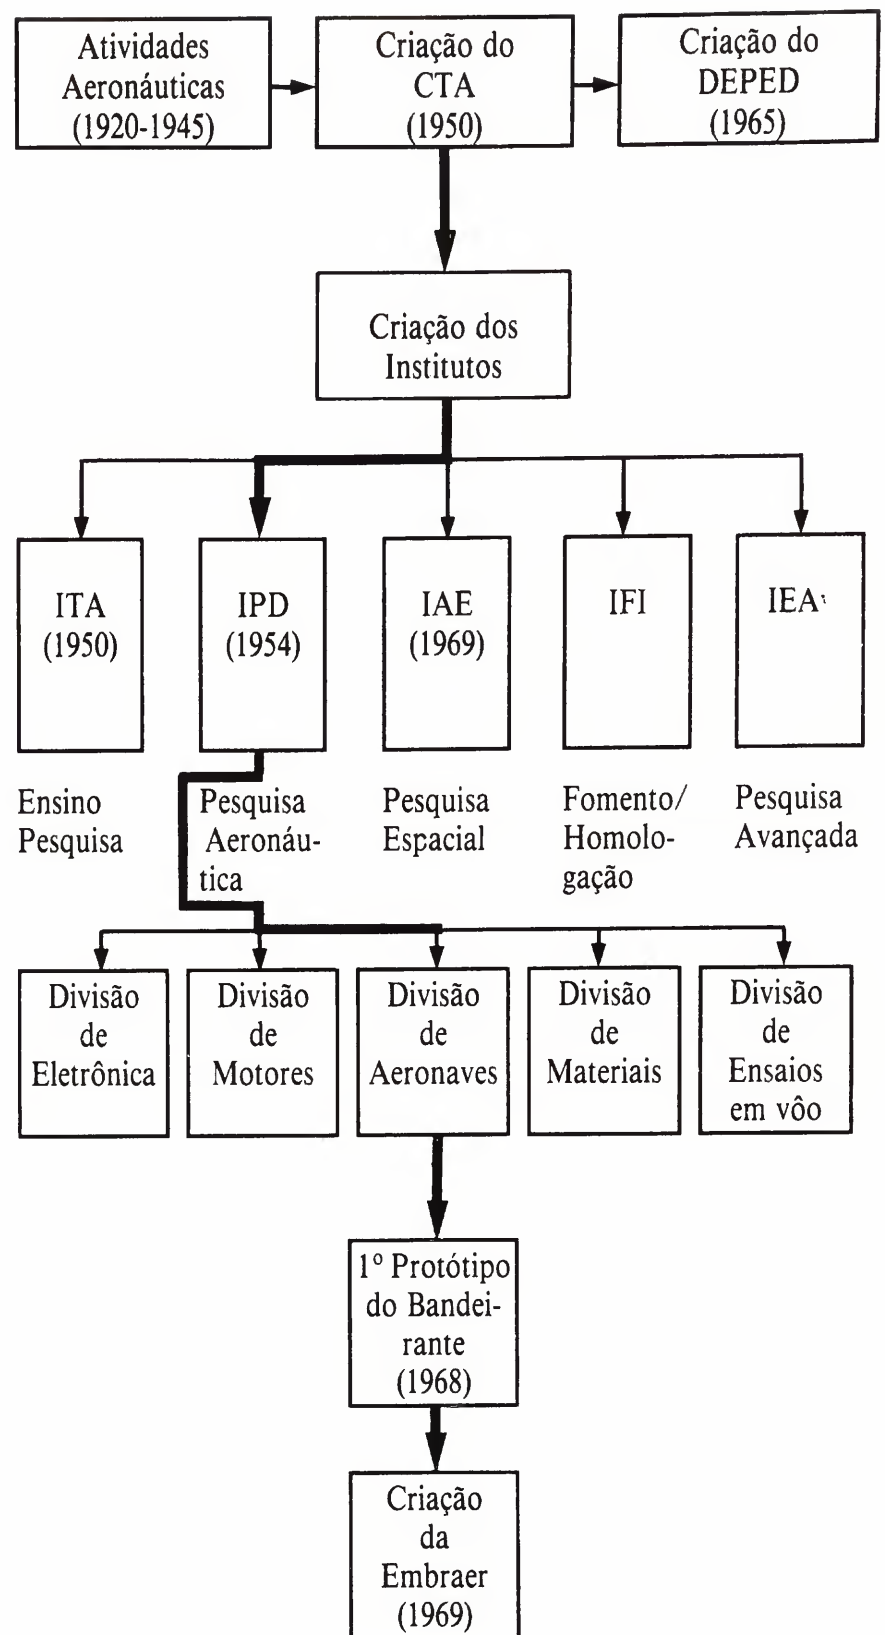 Atividades
Aeronáuticas
(1920-1945)
Criação do
CTA
(1950)
Criação do
DEPED
(1965)
Criação dos
Institutos
ITA
(1950)
IPD
(1954)
IAE
(1969)
IFI
IEA
Ensino
Pesquisa
Pesquisa
Aeronáu-
tica
Pesquisa
Espacial
Fomento/
Homolo-
gação
Pesquisa
Avançada
Divisão
de
Eletrônica
Divisão
de
Motores
Divisão
de
Aeronaves
Divisão
de
Materiais
Divisão
de
Ensaios
em vôo
1º Protótipo
do Bandei-
rante
(1968)
Criação
da
Embraer
(1969)